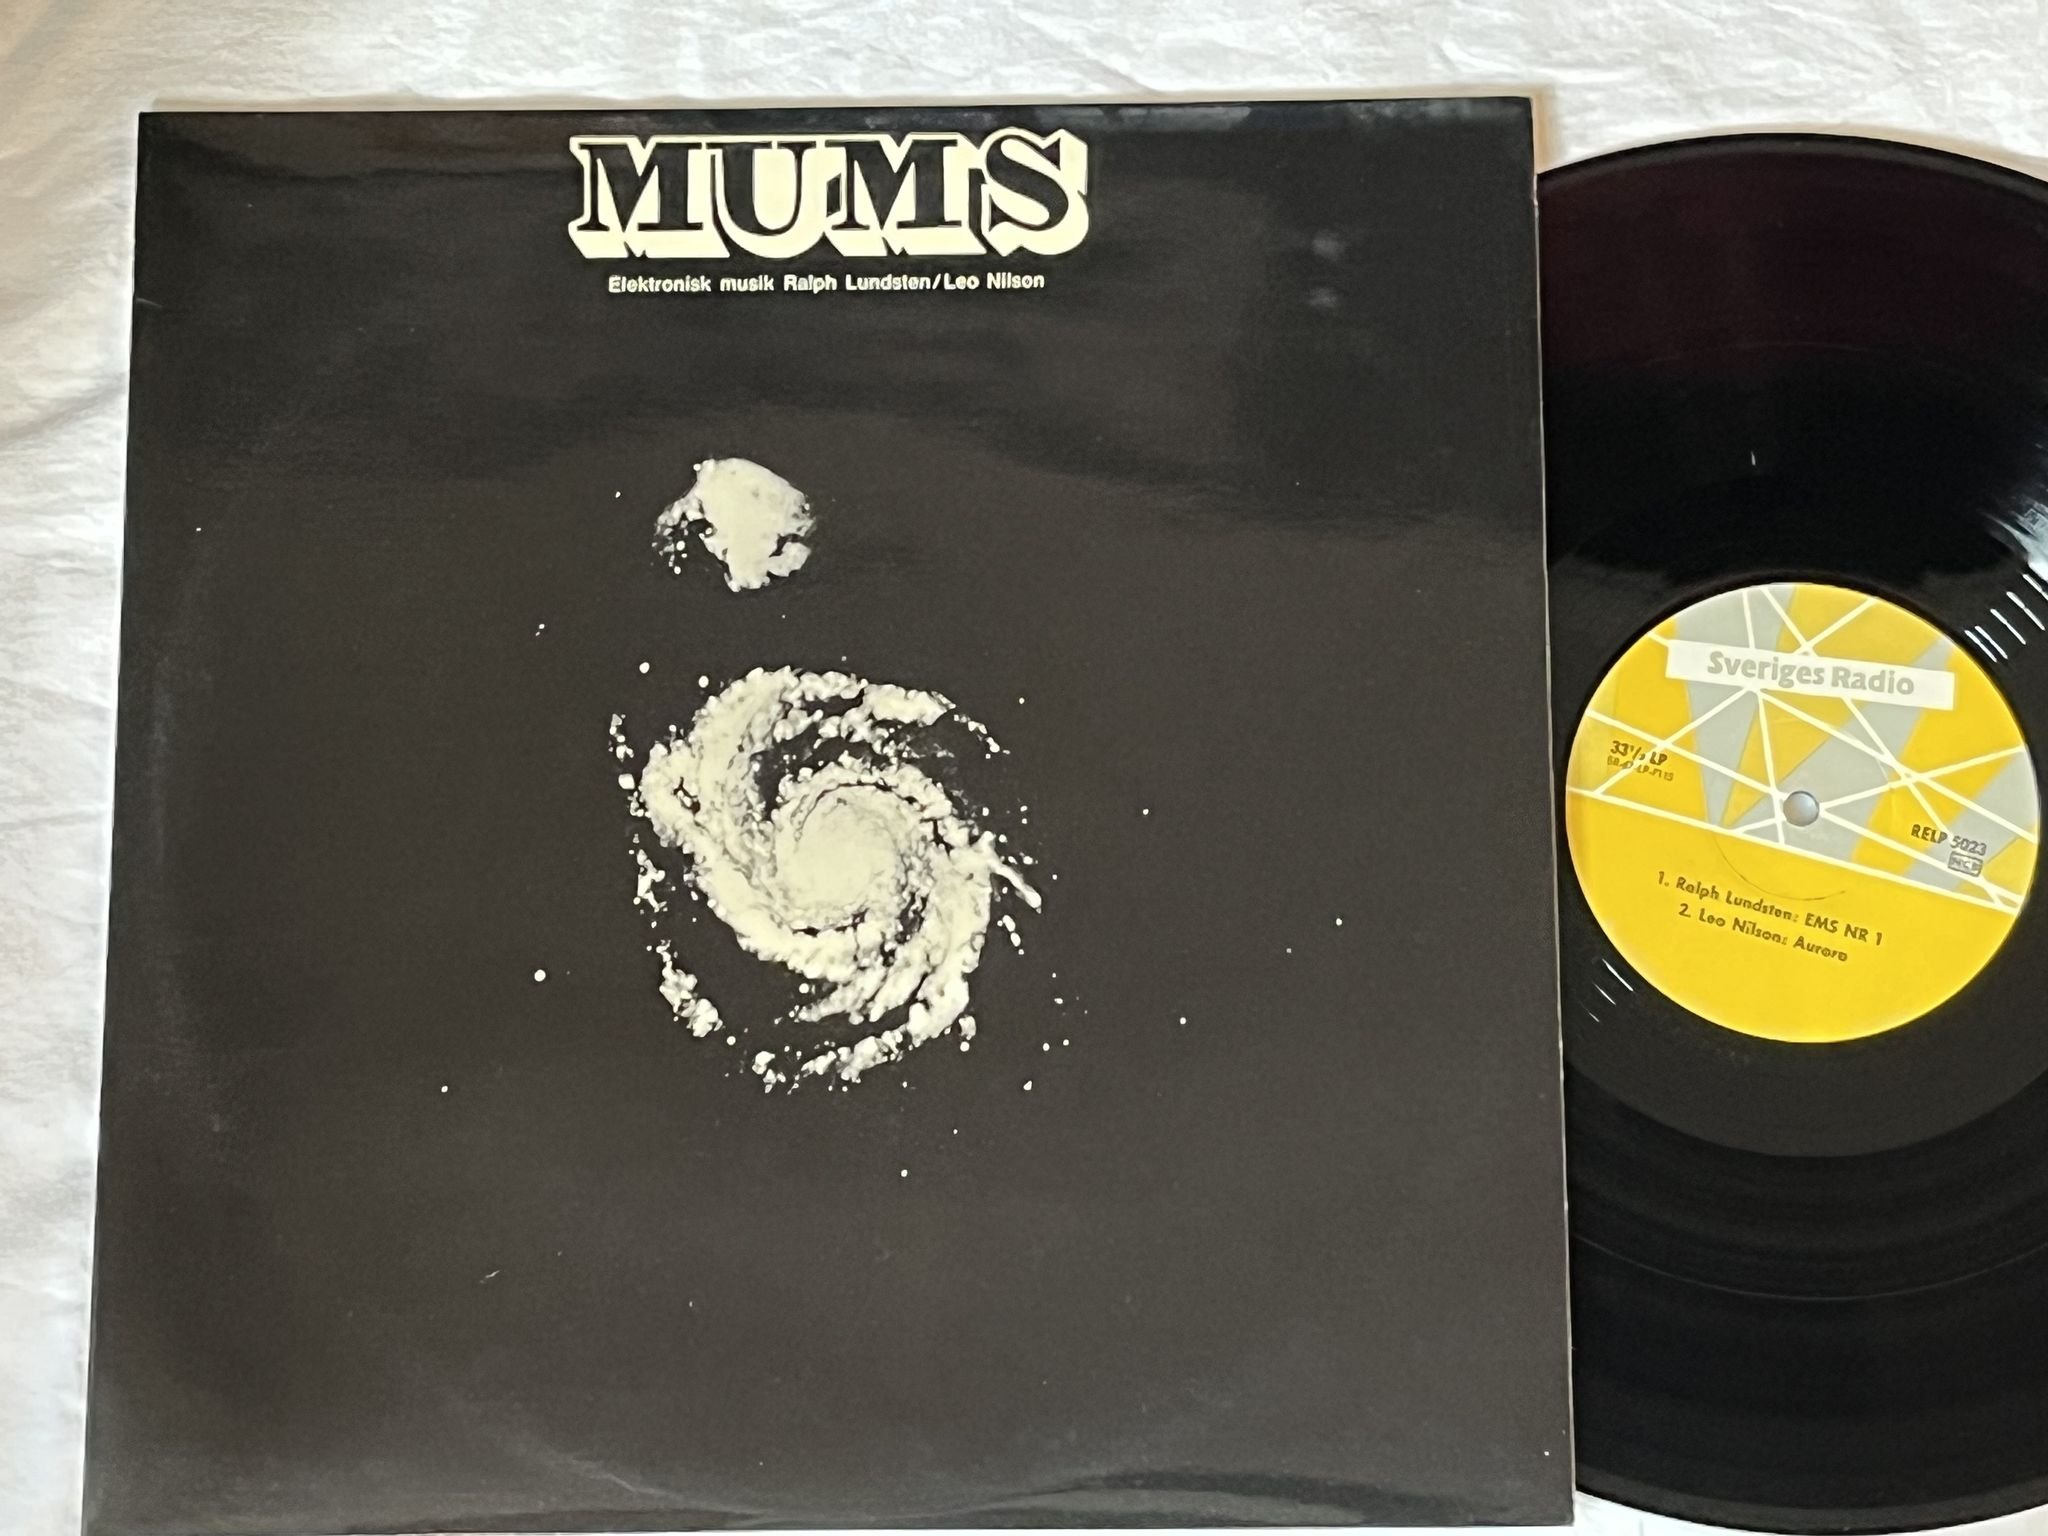 MUMS
Elektronisk musik Ralph Lundsten/Leo Nilson
Sveriges Radio
33⅓ LP
RELP 5023
NCB
1. Ralph Lundsten: EMS NR 1
2. Leo Nilson: Aurora